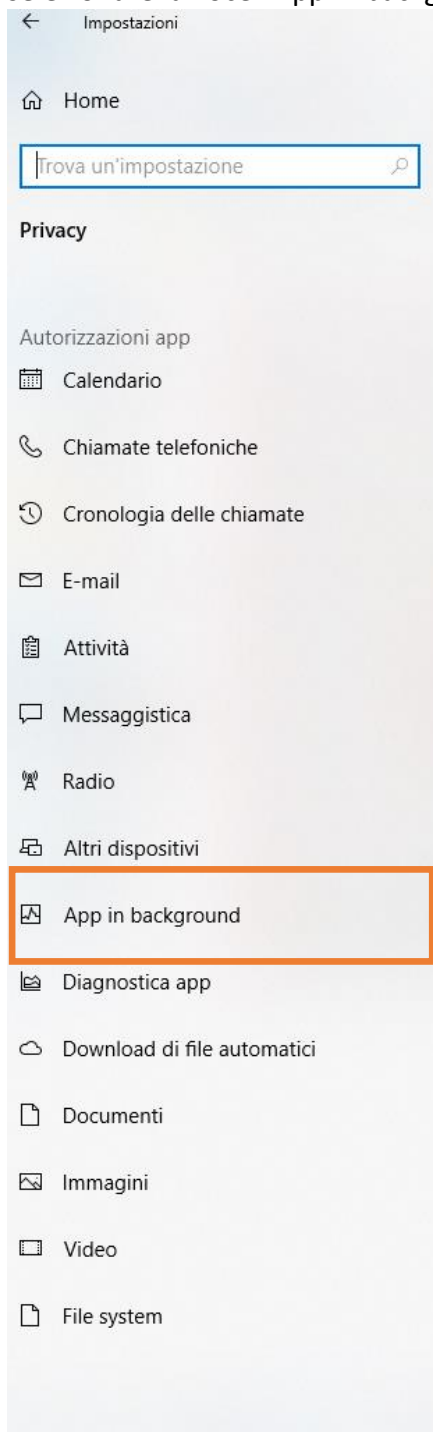 Impostazioni
Home
Trova un'impostazione
Privacy
Autorizzazioni app
Calendario
Chiamate telefoniche
Cronologia delle chiamate
E-mail
Attività
Messaggistica
Radio
Altri dispositivi
App in background
Diagnostica app
Download di file automatici
Documenti
Immagini
Video
File system